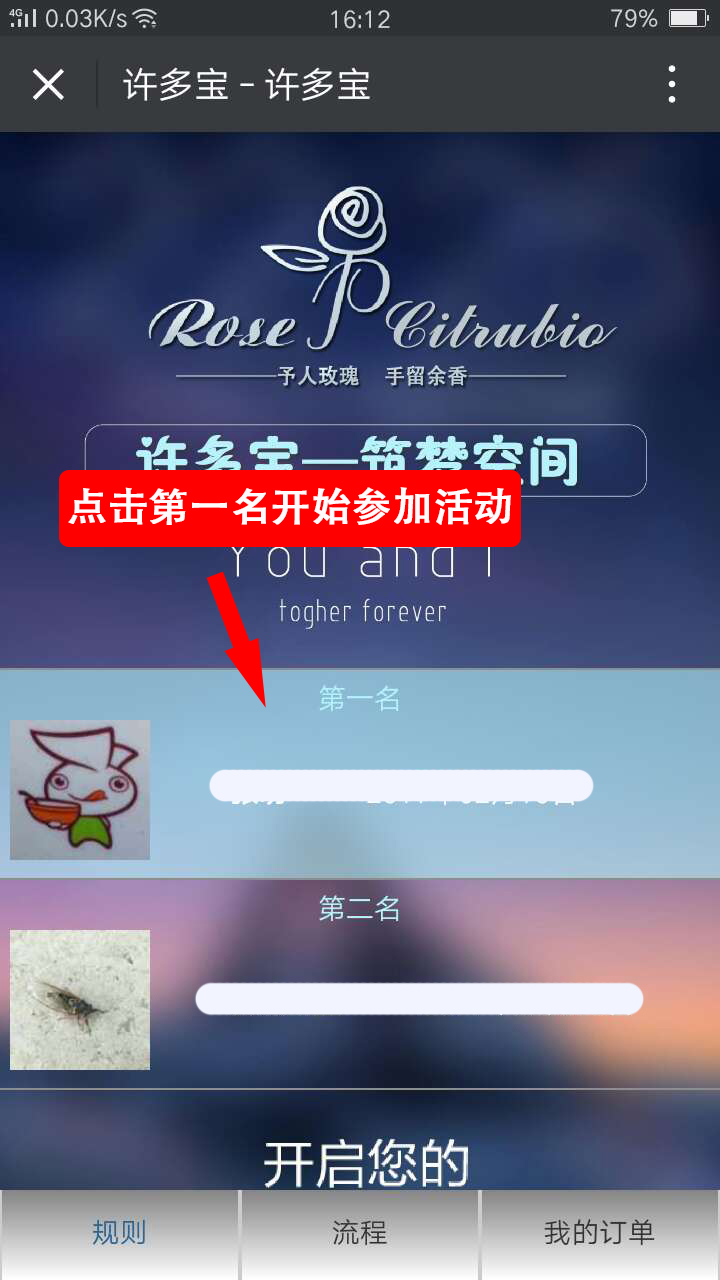 4G 0.03K/s 16:12 79%
许多宝 - 许多宝
Rose Citrubio
予人玫瑰 手留余香
许多宝—筑梦空间
点击第一名开始参加活动
You and I
togher forever
第一名
第二名
开启您的
规则 流程 我的订单